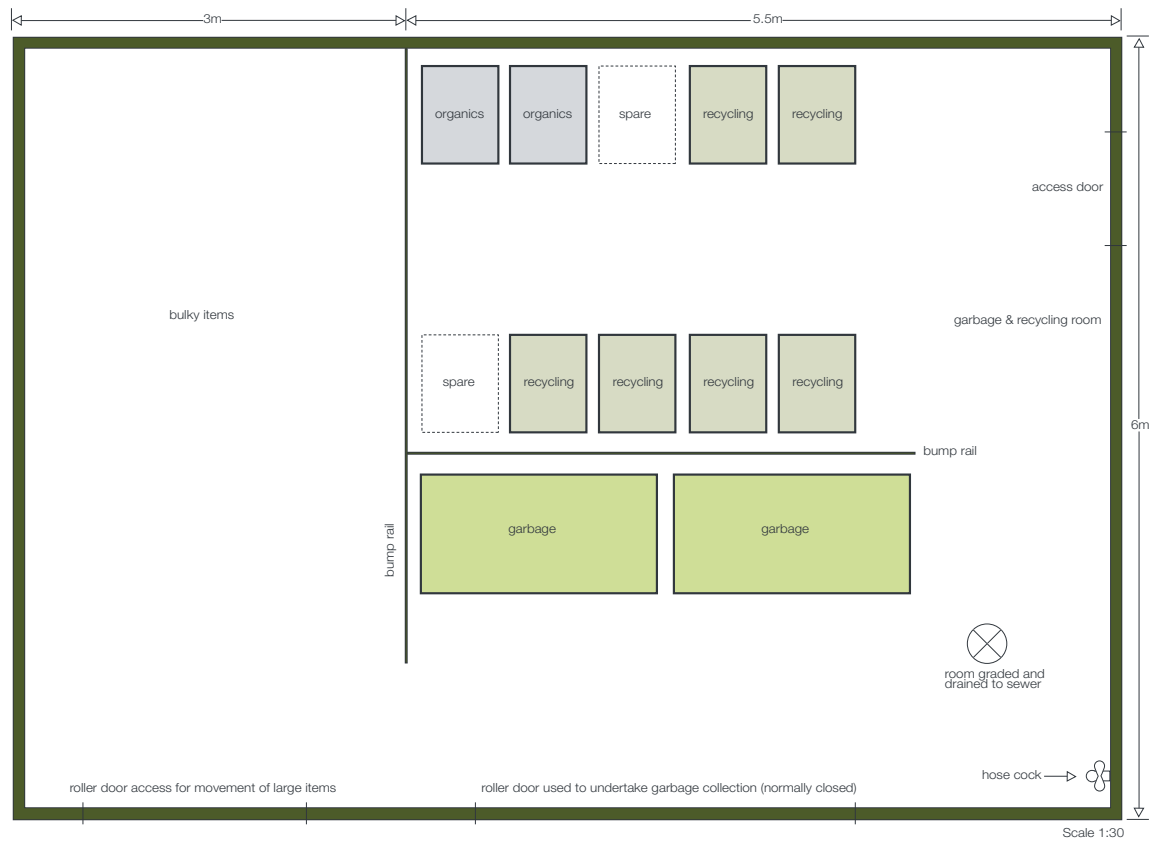 3m
5.5m
organics
organics
spare
recycling
recycling
access door
bulky items
garbage & recycling room
spare
recycling
recycling
recycling
recycling
6m
bump rail
garbage
garbage
bump rail
room graded and
drained to sewer
hose cock
roller door access for movement of large items
roller door used to undertake garbage collection (normally closed)
Scale 1:30